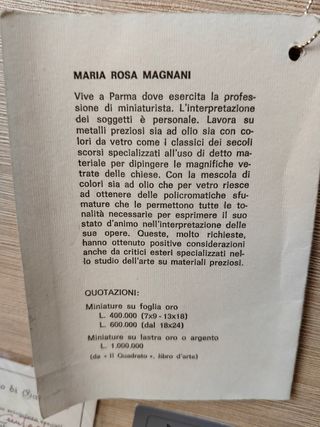 MARIA ROSA MAGNANI
Vive a Parma dove esercita la profes-
sione di miniaturista. L'interpretazione
dei soggetti è personale. Lavora su
metalli preziosi sia ad olio sia con co-
lori da vetro come i classici dei secoli
scorsi specializzati all'uso di detto ma-
teriale per dipingere le magnifiche ve-
trate delle chiese. Con la mescola di
colori sia ad olio che per vetro riesce
ad ottenere delle policromatiche sfu-
mature che le permettono tutte le to-
nalità necessarie per esprimere il suo
stato d'animo nell'interpretazione delle
sue opere. Queste, molto richieste,
hanno ottenuto positive considerazioni
anche da critici esteri specializzati nel-
lo studio dell'arte su materiali preziosi.
QUOTAZIONI:
Miniature su foglia oro
L. 400.000 (7x9 - 13x18)
L. 600.000 (dal 18x24)
Miniature su lastra oro o argento
L. 1.000.000
(da « Il Quadrato », libro d'arte)